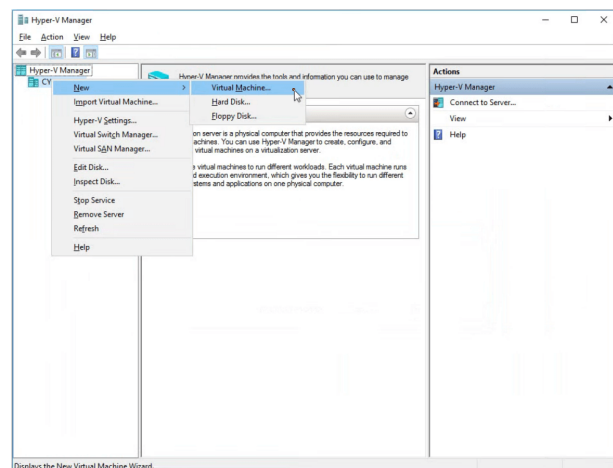 Hyper-V Manager
File Action View Help
Hyper-V Manager
CY
New
Import Virtual Machine...
Hyper-V Settings...
Virtual Switch Manager...
Virtual SAN Manager...
Edit Disk...
Inspect Disk...
Stop Service
Remove Server
Refresh
Help
Virtual Machine...
Hard Disk...
Floppy Disk...
Hyper-V Manager provides the tools and information you can use to manage
on server is a physical computer that provides the resources required to
achines. You can use Hyper-V Manager to create, configure, and
virtual machines on a virtualization server.
virtual machines to run different workloads. Each virtual machine runs
d execution environment, which gives you the flexibility to run different
stems and applications on one physical computer.
Actions
Hyper-V Manager
Connect to Server...
View
Help
Displays the New Virtual Machine Wizard.